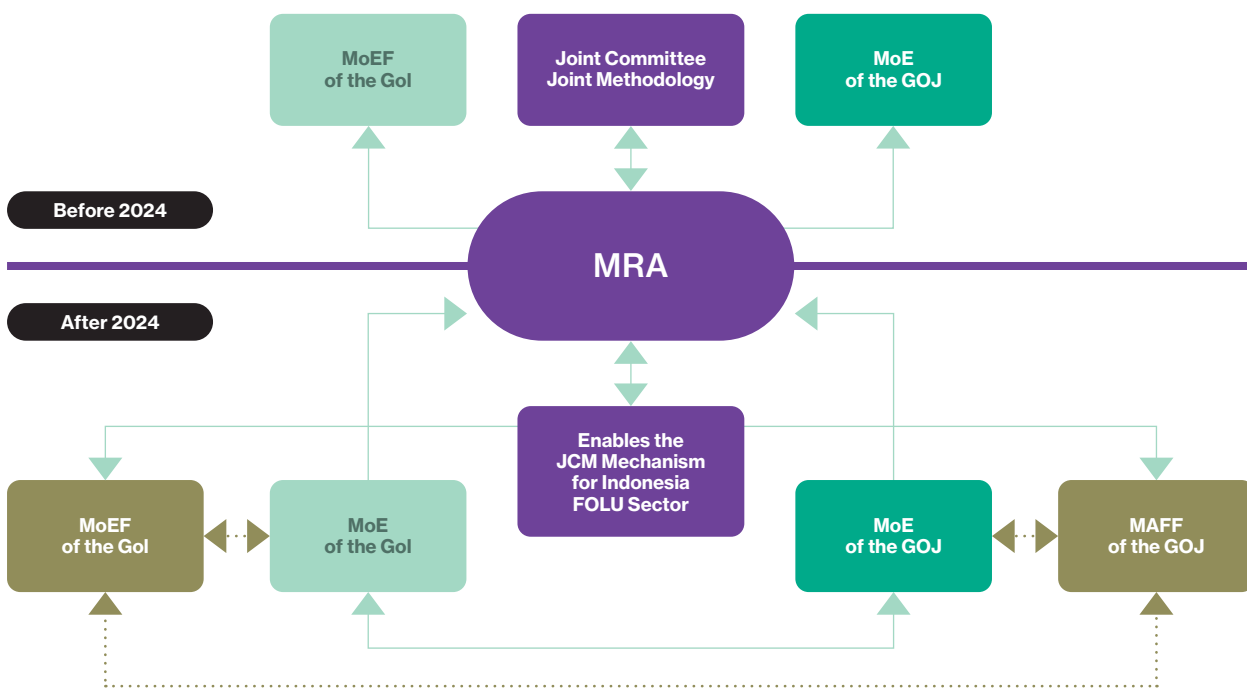 MoEF
of the GoI
Joint Committee
Joint Methodology
MoE
of the GOJ
Before 2024
MRA
After 2024
Enables the
JCM Mechanism
for Indonesia
FOLU Sector
MoEF
of the GoI
MoE
of the GoI
MoE
of the GOJ
MAFF
of the GOJ